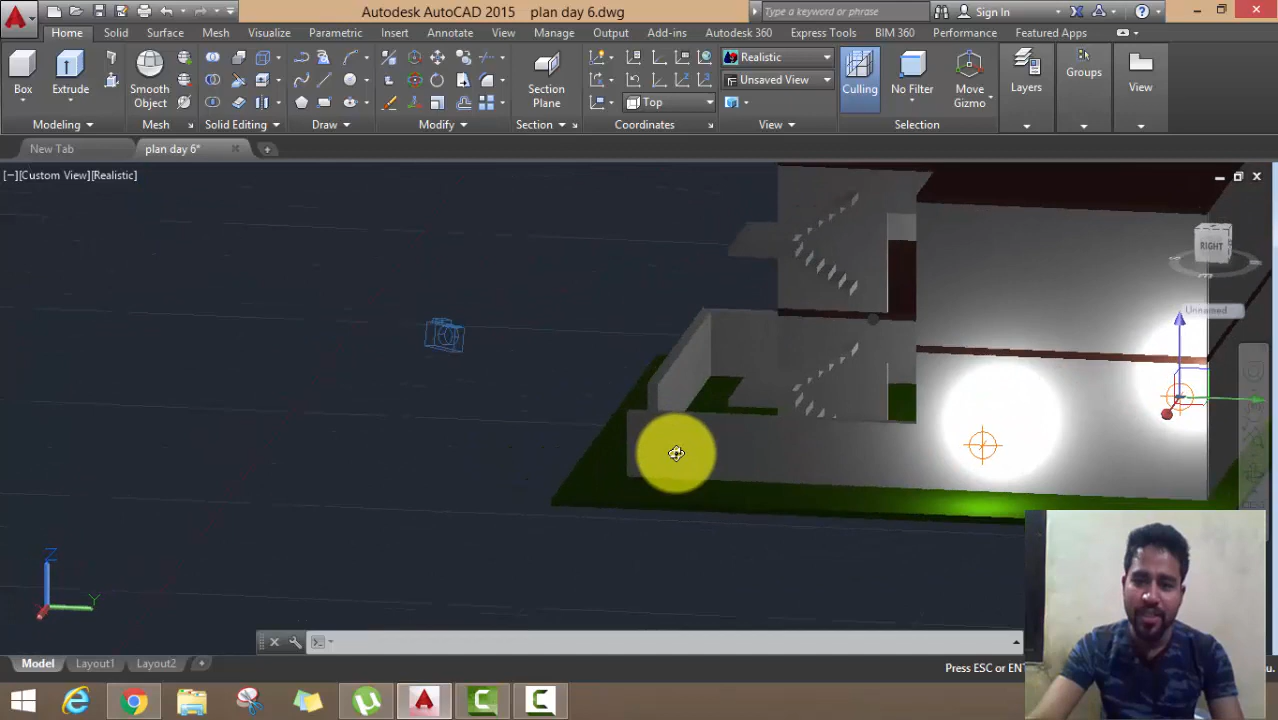 Autodesk AutoCAD 2015 plan day 6.dwg
Type a keyword or phrase
Sign In
Home Solid Surface Mesh Parametric Insert Annotate View Manage Output Add-ins Autodesk 360 Express Tools BIM 360 Performance Featured Apps
Box
Extrude
Smooth
Object
Section
Plane
Realistic
Unsaved View
Top
Culling
No Filter
Move
Gizmo
Layers
Groups
View
Modeling
Mesh
Solid Editing
Draw
Modify
Section
Coordinates
View
Selection
New Tab
plan day 6*
[−][Custom View][Realistic]
RIGHT
Unnamed
Z
Y
Model
Layout1
Layout2
Press ESC or EN
u.